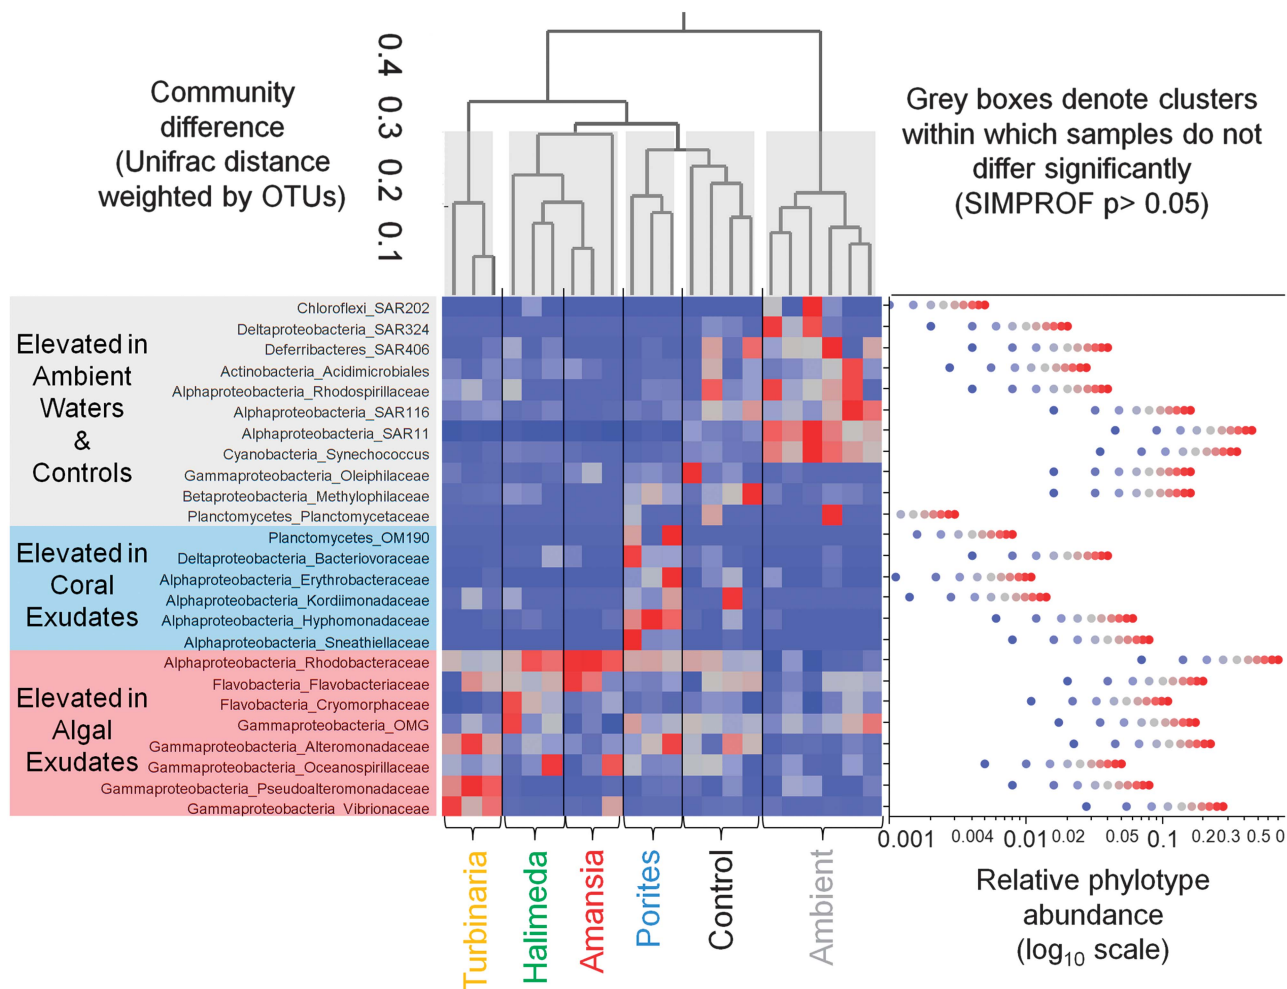 Community
difference
(Unifrac distance
weighted by OTUs)
0.4
0.3
0.2
0.1
Grey boxes denote clusters
within which samples do not
differ significantly
(SIMPROF p> 0.05)
Elevated in
Ambient
Waters
&
Controls
Chloroflexi_SAR202
Deltaproteobacteria_SAR324
Deferribacteres_SAR406
Actinobacteria_Acidimicrobiales
Alphaproteobacteria_Rhodospirillaceae
Alphaproteobacteria_SAR116
Alphaproteobacteria_SAR11
Cyanobacteria_Synechococcus
Gammaproteobacteria_Oleiphilaceae
Betaproteobacteria_Methylophilaceae
Planctomycetes_Planctomycetaceae
Elevated in
Coral
Exudates
Planctomycetes_OM190
Deltaproteobacteria_Bacteriovoraceae
Alphaproteobacteria_Erythrobacteraceae
Alphaproteobacteria_Kordiimonadaceae
Alphaproteobacteria_Hyphomonadaceae
Alphaproteobacteria_Sneathiellaceae
Elevated in
Algal
Exudates
Alphaproteobacteria_Rhodobacteraceae
Flavobacteria_Flavobacteriaceae
Flavobacteria_Cryomorphaceae
Gammaproteobacteria_OMG
Gammaproteobacteria_Alteromonadaceae
Gammaproteobacteria_Oceanospirillaceae
Gammaproteobacteria_Pseudoalteromonadaceae
Gammaproteobacteria_Vibrionaceae
Turbinaria
Halimeda
Amansia
Porites
Control
Ambient
0.001 0.004 0.01 0.02 0.05 0.1 0.20.3 0.5 0
Relative phylotype
abundance
(log10 scale)